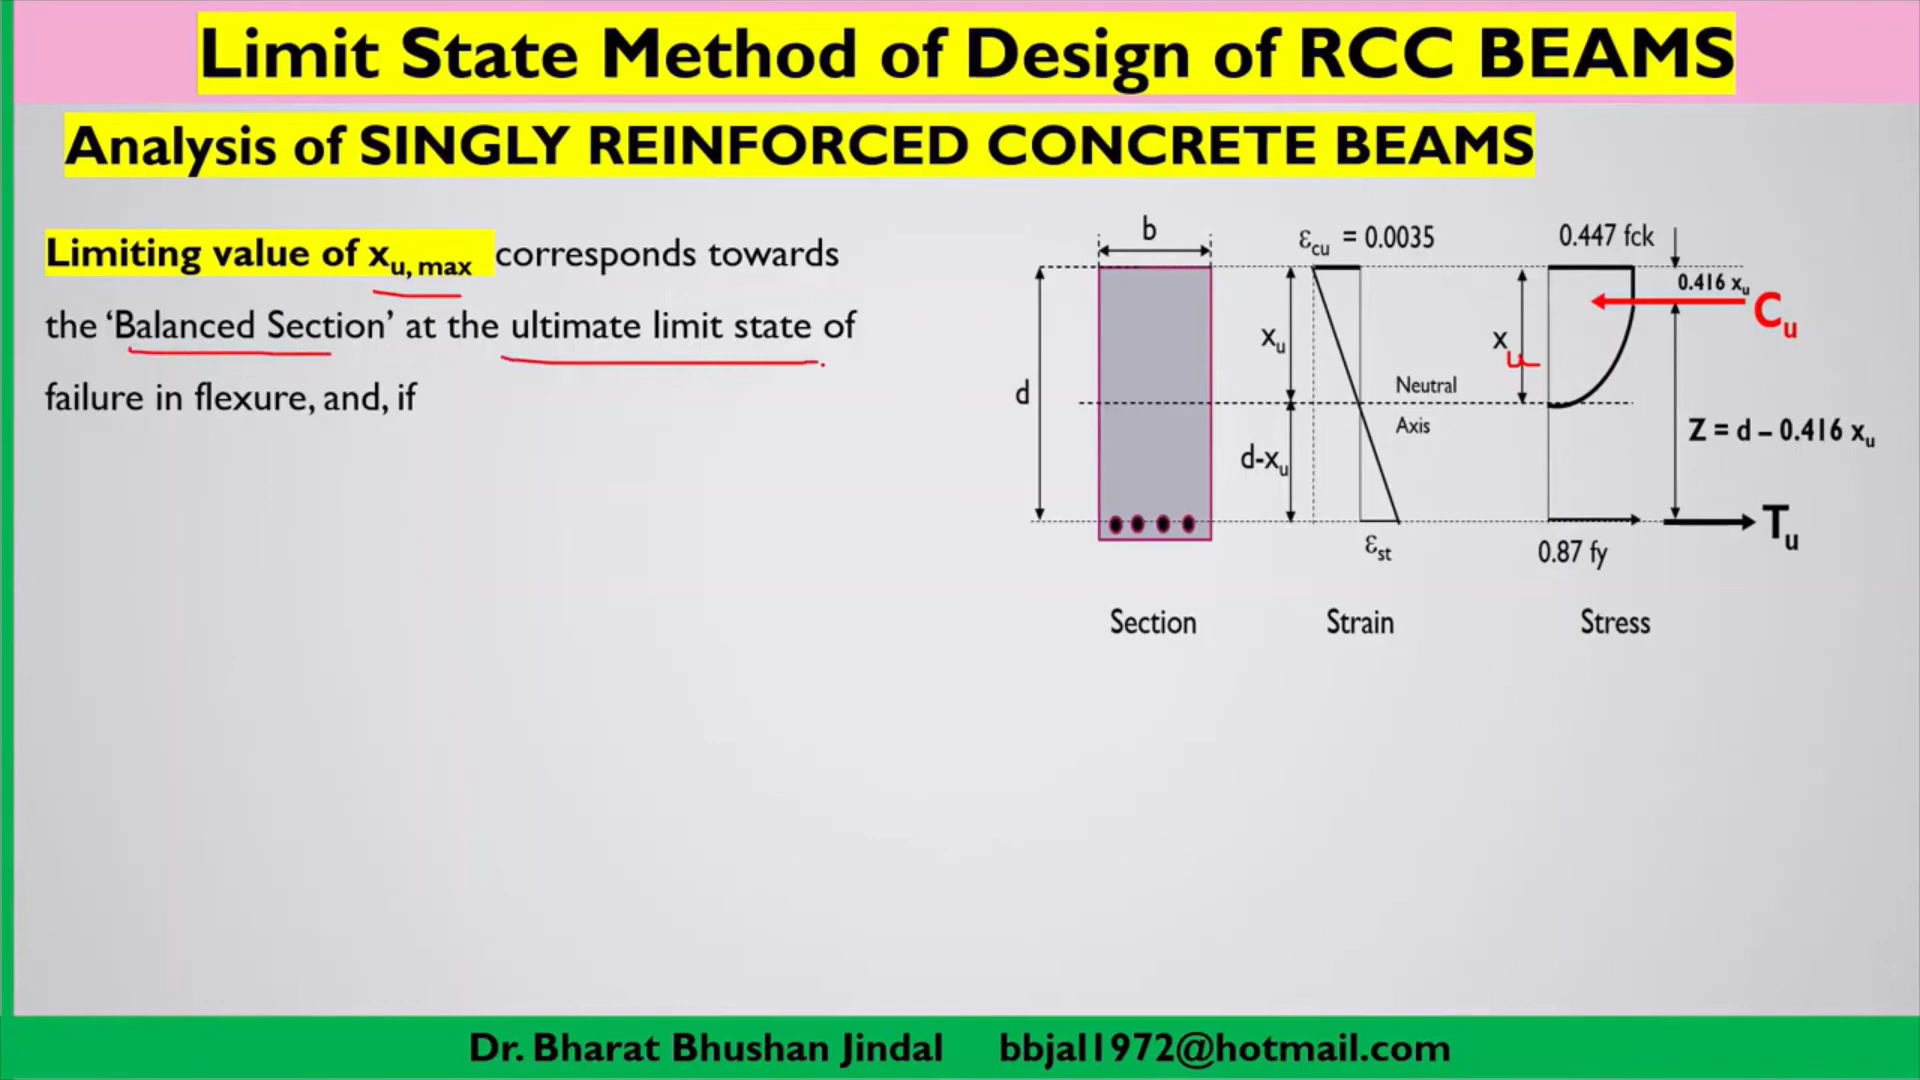 Limit State Method of Design of RCC BEAMS
Analysis of SINGLY REINFORCED CONCRETE BEAMS
Limiting value of xu, max corresponds towards
the ‘Balanced Section’ at the ultimate limit state of
failure in flexure, and, if
b
εcu = 0.0035
0.447 fck
0.416 xu
Cu
xu
x
u
d
Neutral
Axis
Z = d – 0.416 xu
d-xu
Tu
εst
0.87 fy
Section
Strain
Stress
Dr. Bharat Bhushan Jindal bbjal1972@hotmail.com